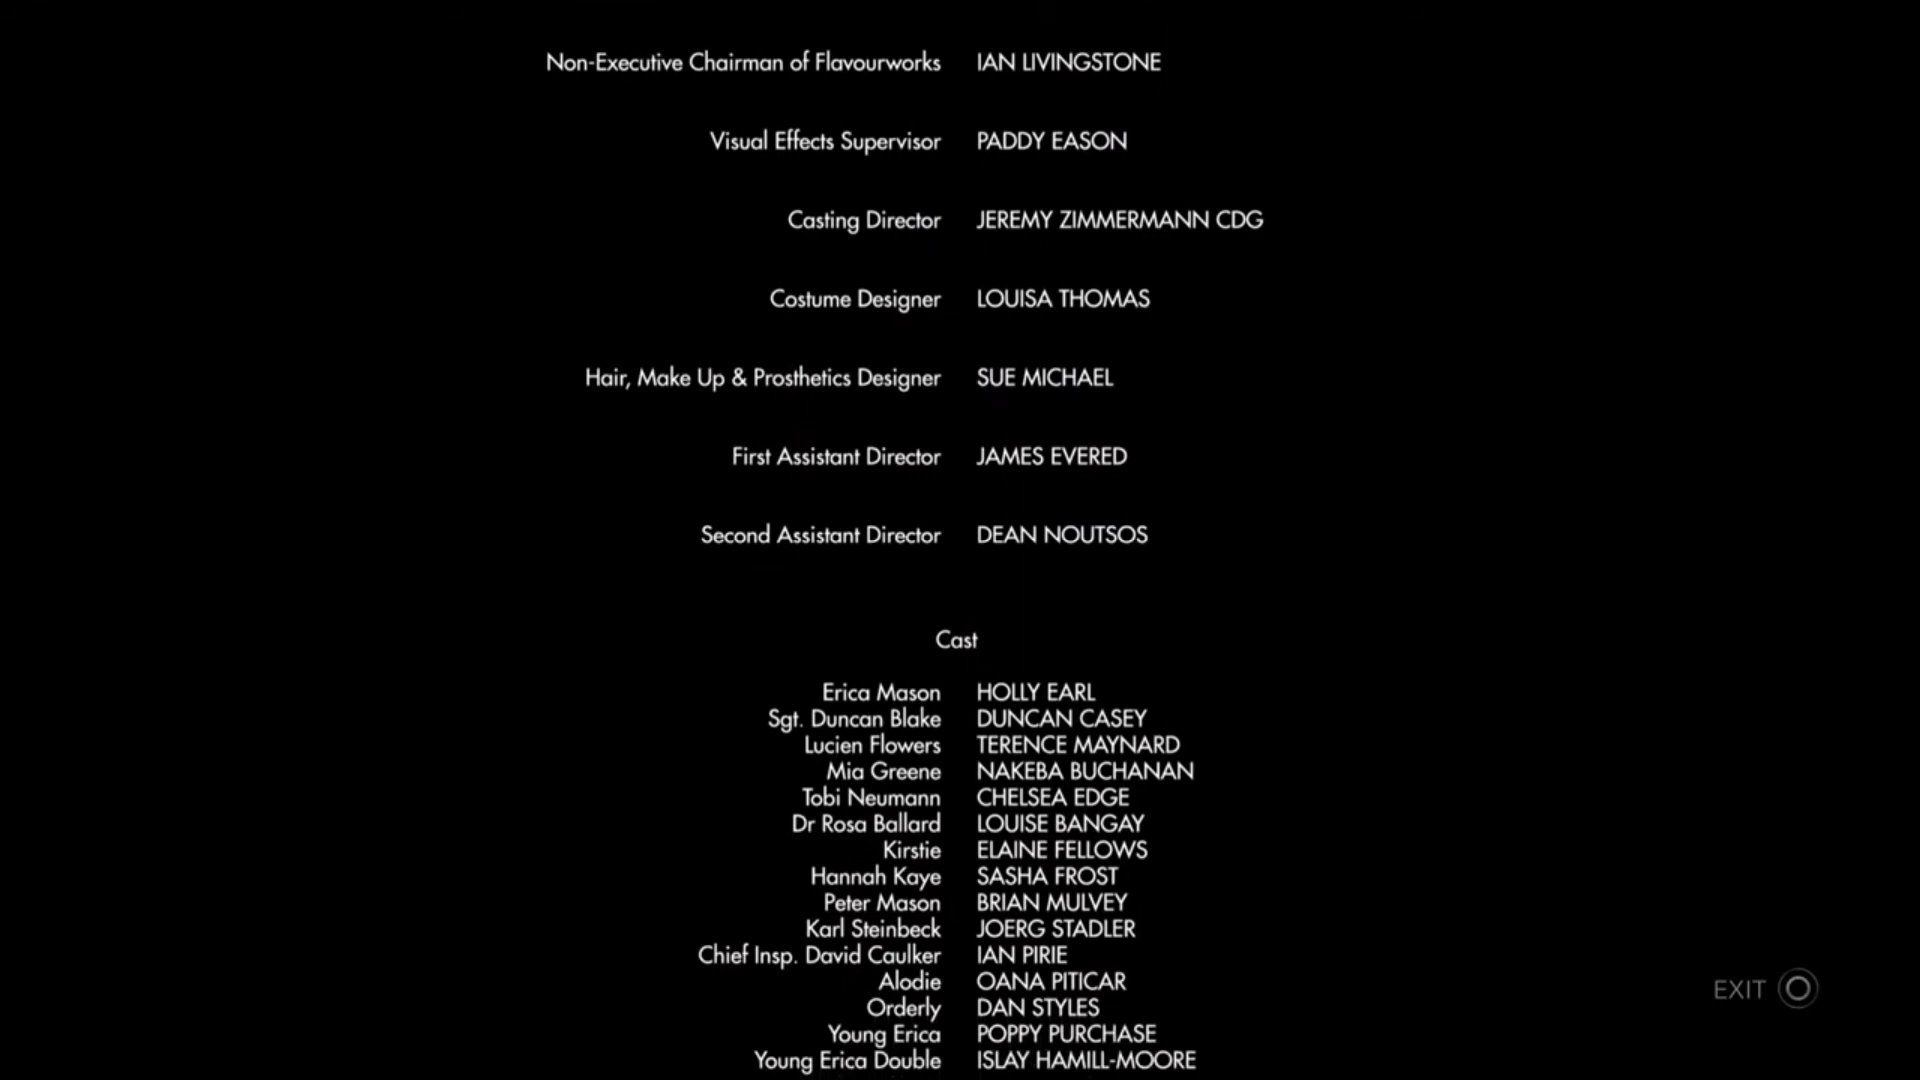 Non-Executive Chairman of Flavourworks IAN LIVINGSTONE
Visual Effects Supervisor PADDY EASON
Casting Director JEREMY ZIMMERMANN CDG
Costume Designer LOUISA THOMAS
Hair, Make Up & Prosthetics Designer SUE MICHAEL
First Assistant Director JAMES EVERED
Second Assistant Director DEAN NOUTSOS
Cast
Erica Mason HOLLY EARL
Sgt. Duncan Blake DUNCAN CASEY
Lucien Flowers TERENCE MAYNARD
Mia Greene NAKEBA BUCHANAN
Tobi Neumann CHELSEA EDGE
Dr Rosa Ballard LOUISE BANGAY
Kirstie ELAINE FELLOWS
Hannah Kaye SASHA FROST
Peter Mason BRIAN MULVEY
Karl Steinbeck JOERG STADLER
Chief Insp. David Caulker IAN PIRIE
Alodie OANA PITICAR
Orderly DAN STYLES
Young Erica POPPY PURCHASE
Young Erica Double ISLAY HAMILL-MOORE
EXIT